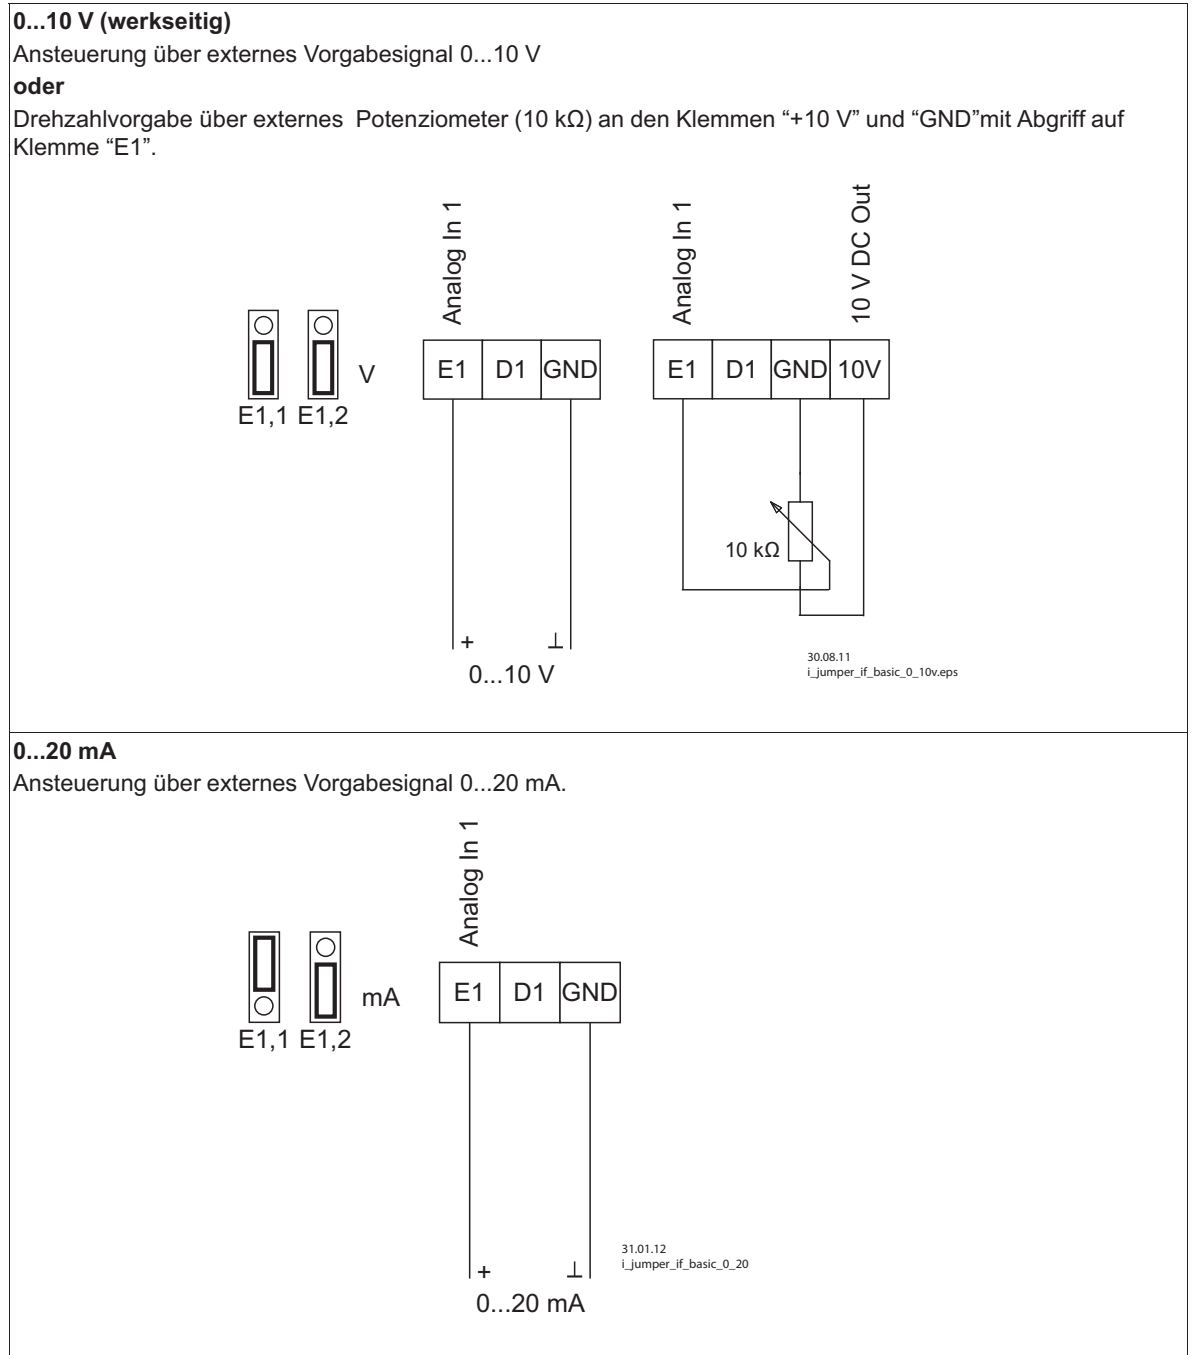 0...10 V (werkseitig)
Ansteuerung über externes Vorgabesignal 0...10 V
oder
Drehzahlvorgabe über externes  Potenziometer (10 kΩ) an den Klemmen “+10 V” und “GND”mit Abgriff auf
Klemme “E1”.
Analog In 1
Analog In 1
10 V DC Out
E1,1 E1,2
V
E1 D1 GND
E1 D1 GND 10V
10 kΩ
+ ⊥
0...10 V
30.08.11
i_jumper_if_basic_0_10v.eps
0...20 mA
Ansteuerung über externes Vorgabesignal 0...20 mA.
Analog In 1
E1,1 E1,2
mA
E1 D1 GND
+ ⊥
0...20 mA
31.01.12
i_jumper_if_basic_0_20